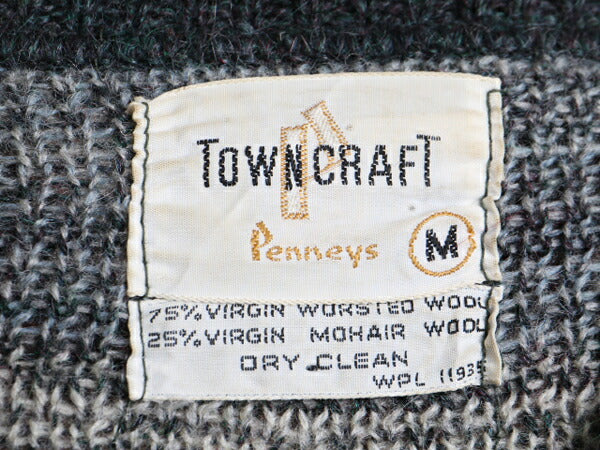 TOWNCRAFT
Penneys M
75% VIRGIN WORSTED WOOL
25% VIRGIN MOHAIR WOOL
DRY CLEAN
WPL 11935